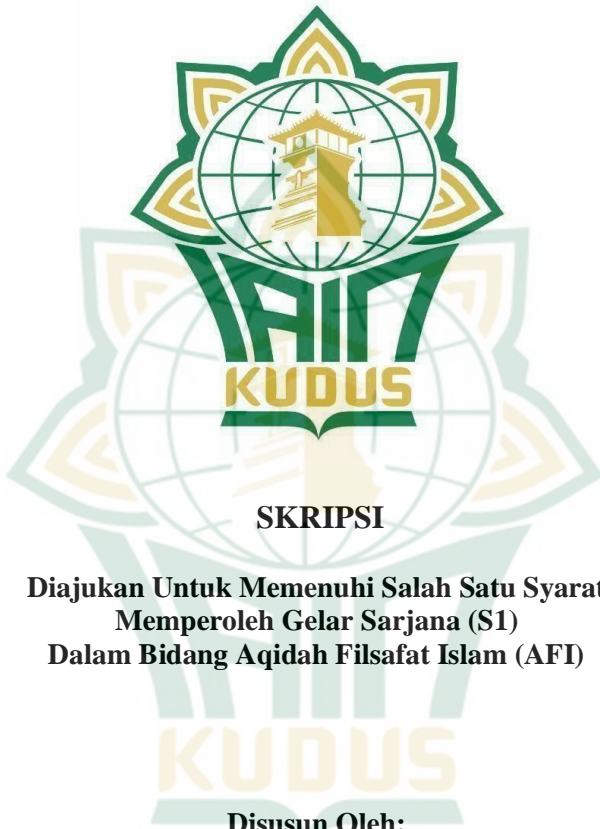 IAIN
KUDUS
SKRIPSI
Diajukan Untuk Memenuhi Salah Satu Syarat
Memperoleh Gelar Sarjana (S1)
Dalam Bidang Aqidah Filsafat Islam (AFI)
KUDUS
Disusun Oleh: